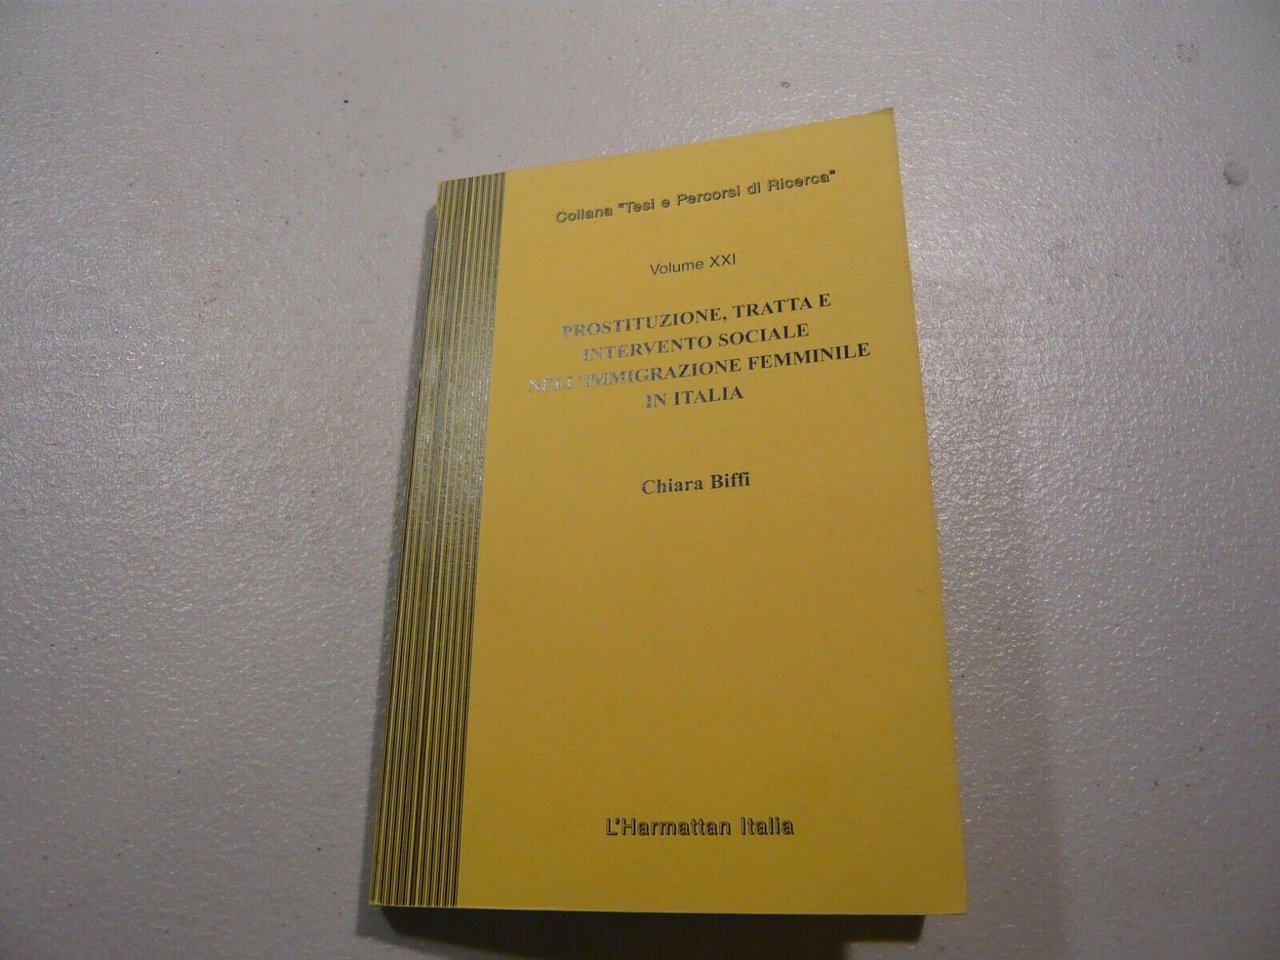 Collana "Tesi e Percorsi di Ricerca"
Volume XXI
PROSTITUZIONE, TRATTA E
INTERVENTO SOCIALE
NELL'IMMIGRAZIONE FEMMINILE
IN ITALIA
Chiara Biffi
L'Harmattan Italia